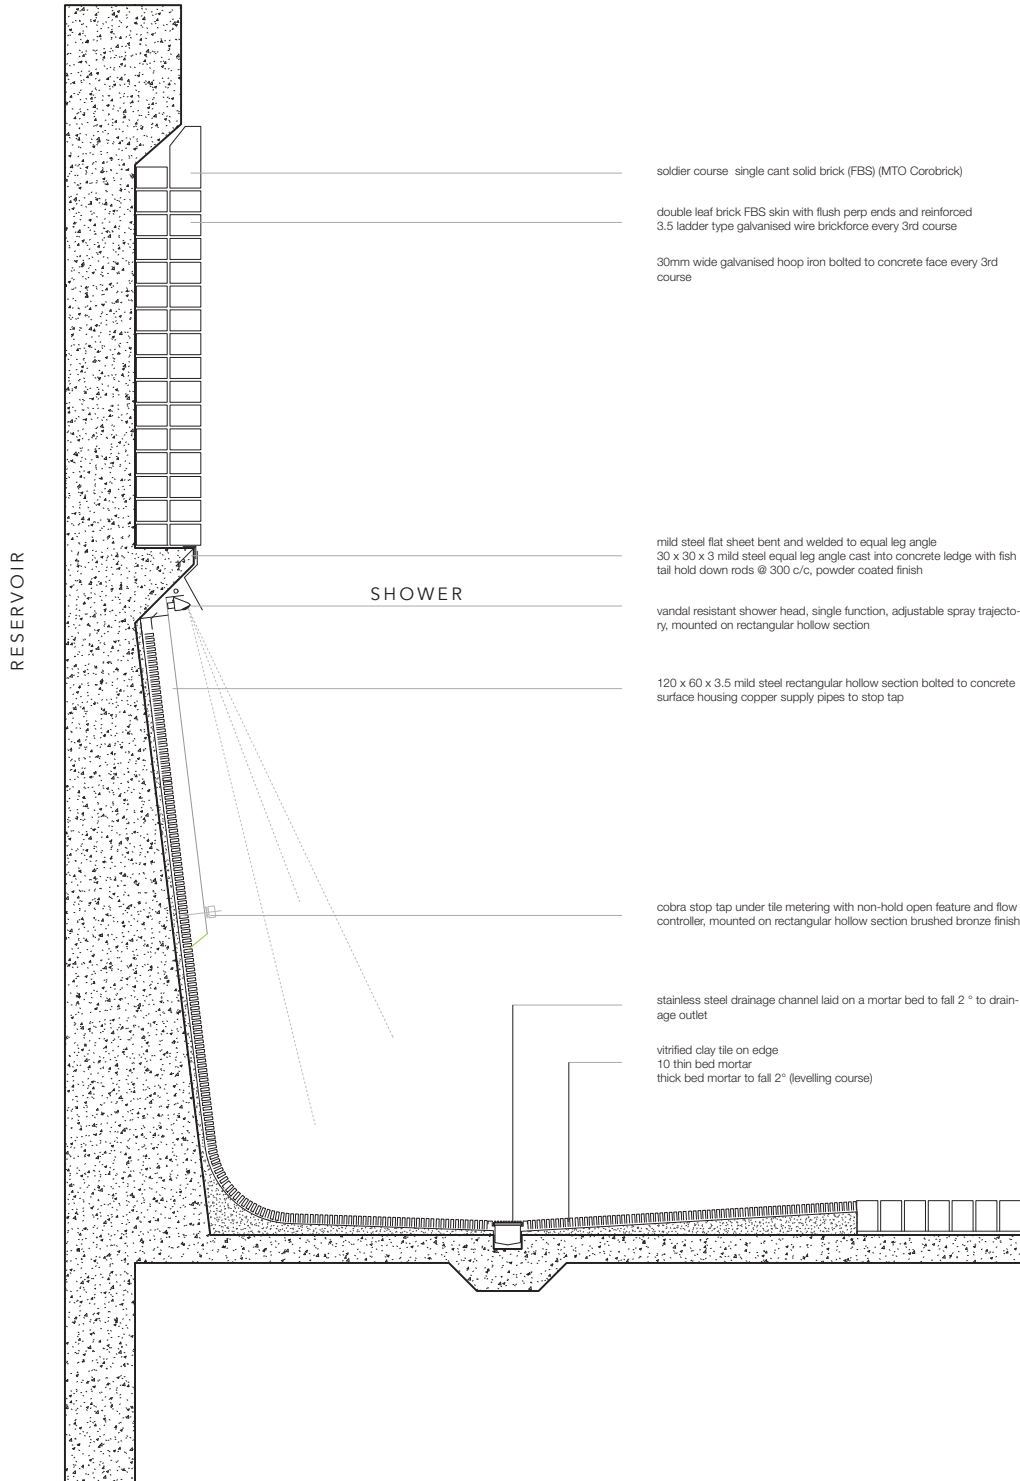 soldier course  single cant solid brick (FBS) (MTO Corobrick)
double leaf brick FBS skin with flush perp ends and reinforced
3.5 ladder type galvanised wire brickforce every 3rd course
30mm wide galvanised hoop iron bolted to concrete face every 3rd
course
mild steel flat sheet bent and welded to equal leg angle
30 x 30 x 3 mild steel equal leg angle cast into concrete ledge with fish
tail hold down rods @ 300 c/c, powder coated finish
RESERVOIR
SHOWER
vandal resistant shower head, single function, adjustable spray trajecto-
ry, mounted on rectangular hollow section
120 x 60 x 3.5 mild steel rectangular hollow section bolted to concrete
surface housing copper supply pipes to stop tap
cobra stop tap under tile metering with non-hold open feature and flow
controller, mounted on rectangular hollow section brushed bronze finish
stainless steel drainage channel laid on a mortar bed to fall 2 ° to drain-
age outlet
vitrified clay tile on edge
10 thin bed mortar
thick bed mortar to fall 2° (levelling course)